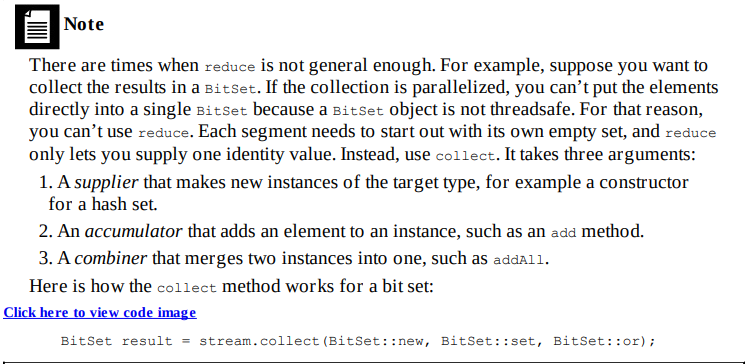 Note
There are times when reduce is not general enough. For example, suppose you want to
collect the results in a BitSet. If the collection is parallelized, you can’t put the elements
directly into a single BitSet because a BitSet object is not threadsafe. For that reason,
you can’t use reduce. Each segment needs to start out with its own empty set, and reduce
only lets you supply one identity value. Instead, use collect. It takes three arguments:
1. A supplier that makes new instances of the target type, for example a constructor
for a hash set.
2. An accumulator that adds an element to an instance, such as an add method.
3. A combiner that merges two instances into one, such as addAll.
Here is how the collect method works for a bit set:
Click here to view code image
BitSet result = stream.collect(BitSet::new, BitSet::set, BitSet::or);